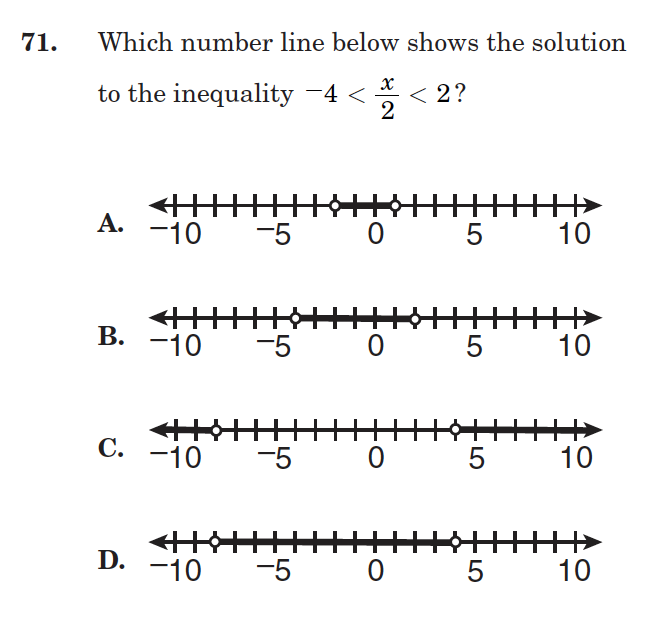 71. Which number line below shows the solution
to the inequality −4 < x/2 < 2?
A. −10 −5 0 5 10
B. −10 −5 0 5 10
C. −10 −5 0 5 10
D. −10 −5 0 5 10